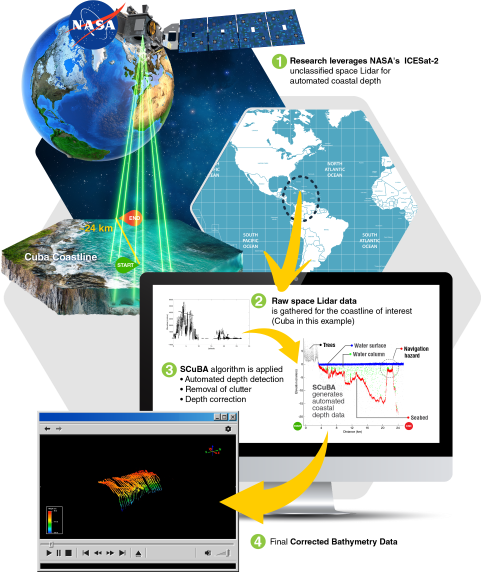 NASA
1 Research leverages NASA's ICESat-2
unclassified space Lidar for
automated coastal depth
NORTH
ATLANTIC
OCEAN
SOUTH
PACIFIC
OCEAN
SOUTH
ATLANTIC
OCEAN
END
~24 km
Cuba Coastline
START
2 Raw space Lidar data
is gathered for the coastline of interest
(Cuba in this example)
3 SCuBA algorithm is applied
• Automated depth detection
• Removal of clutter
• Depth correction
Trees
Water surface
Water column
Navigation
hazard
SCuBA
generates
automated
coastal
depth data
Seabed
Distance (km)
4 Final Corrected Bathymetry Data